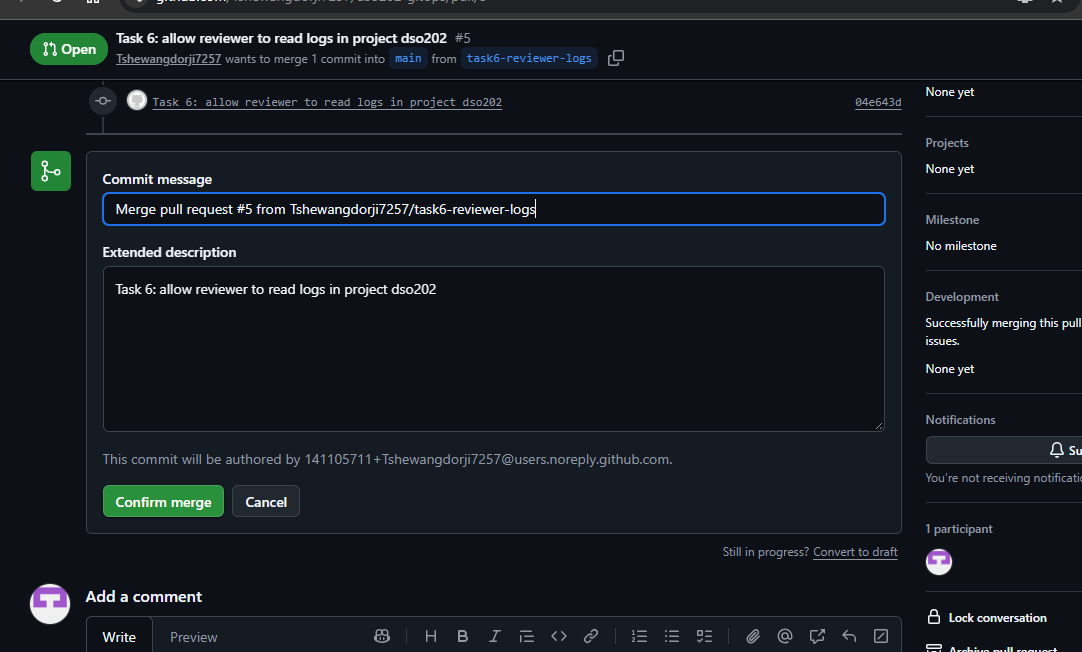 Open
Task 6: allow reviewer to read logs in project dso202 #5
Tshewangdorji7257 wants to merge 1 commit into main from task6-reviewer-logs
Task 6: allow reviewer to read logs in project dso202
04e643d
Commit message
Merge pull request #5 from Tshewangdorji7257/task6-reviewer-logs
Extended description
Task 6: allow reviewer to read logs in project dso202
This commit will be authored by 141105711+Tshewangdorji7257@users.noreply.github.com.
Confirm merge
Cancel
Still in progress? Convert to draft
Add a comment
Write
Preview
None yet
Projects
None yet
Milestone
No milestone
Development
Successfully merging this pull
issues.
None yet
Notifications
Su
You're not receiving notificatio
1 participant
Lock conversation
Archive pull request